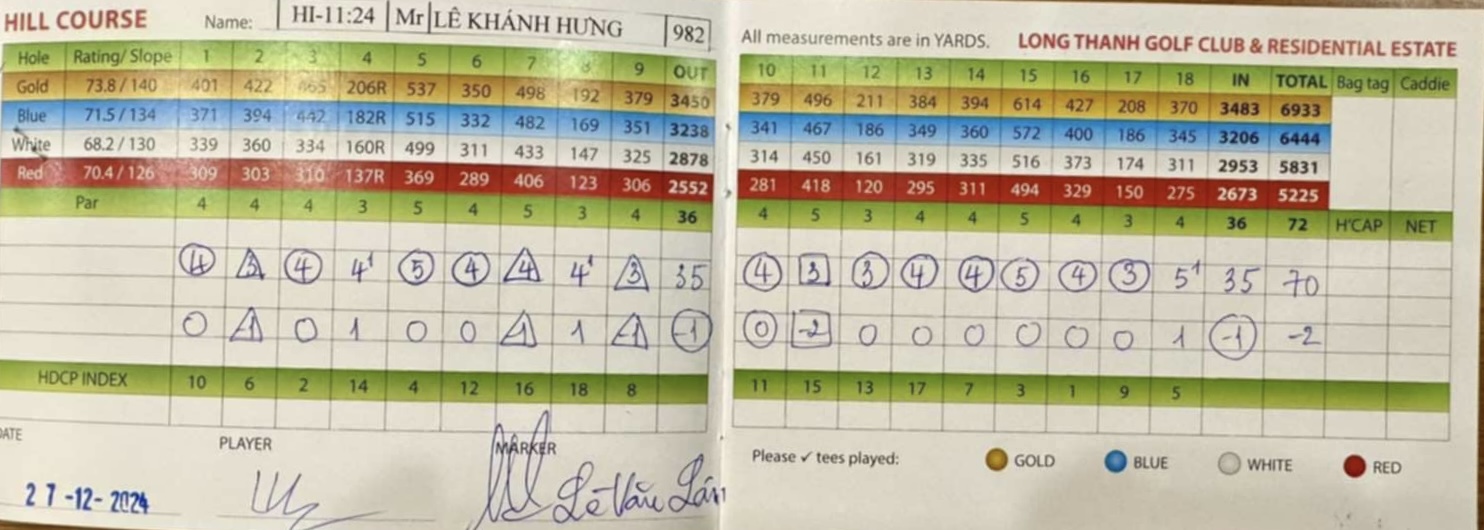 HILL COURSE Name: HI-11:24 Mr LÊ KHÁNH HƯNG 982
Hole Rating/ Slope 1 2 3 4 5 6 7 8 9 OUT
Gold 73.8 / 140 401 422 465 206R 537 350 498 192 379 3450
Blue 71.5 / 134 371 394 442 182R 515 332 482 169 351 3238
White 68.2 / 130 339 360 334 160R 499 311 433 147 325 2878
Red 70.4 / 126 309 303 310 137R 369 289 406 123 306 2552
Par 4 4 4 3 5 4 5 3 4 36
4 3 4 4¹ 5 4 4 4¹ 3 35
0 -1 0 1 0 0 -1 1 -1 -1
HDCP INDEX 10 6 2 14 4 12 16 18 8
DATE PLAYER MARKER
27-12-2024 Lê Văn
All measurements are in YARDS. LONG THANH GOLF CLUB & RESIDENTIAL ESTATE
10 11 12 13 14 15 16 17 18 IN TOTAL Bag tag Caddie
379 496 211 384 394 614 427 208 370 3483 6933
341 467 186 349 360 572 400 186 345 3206 6444
314 450 161 319 335 516 373 174 311 2953 5831
281 418 120 295 311 494 329 150 275 2673 5225
4 5 3 4 4 5 4 3 4 36 72 H'CAP NET
4 3 3 4 4 5 4 3 5¹ 35 70
0 -2 0 0 0 0 0 0 1 -1 -2
11 15 13 17 7 3 1 9 5
Please ✓ tees played: GOLD BLUE WHITE RED